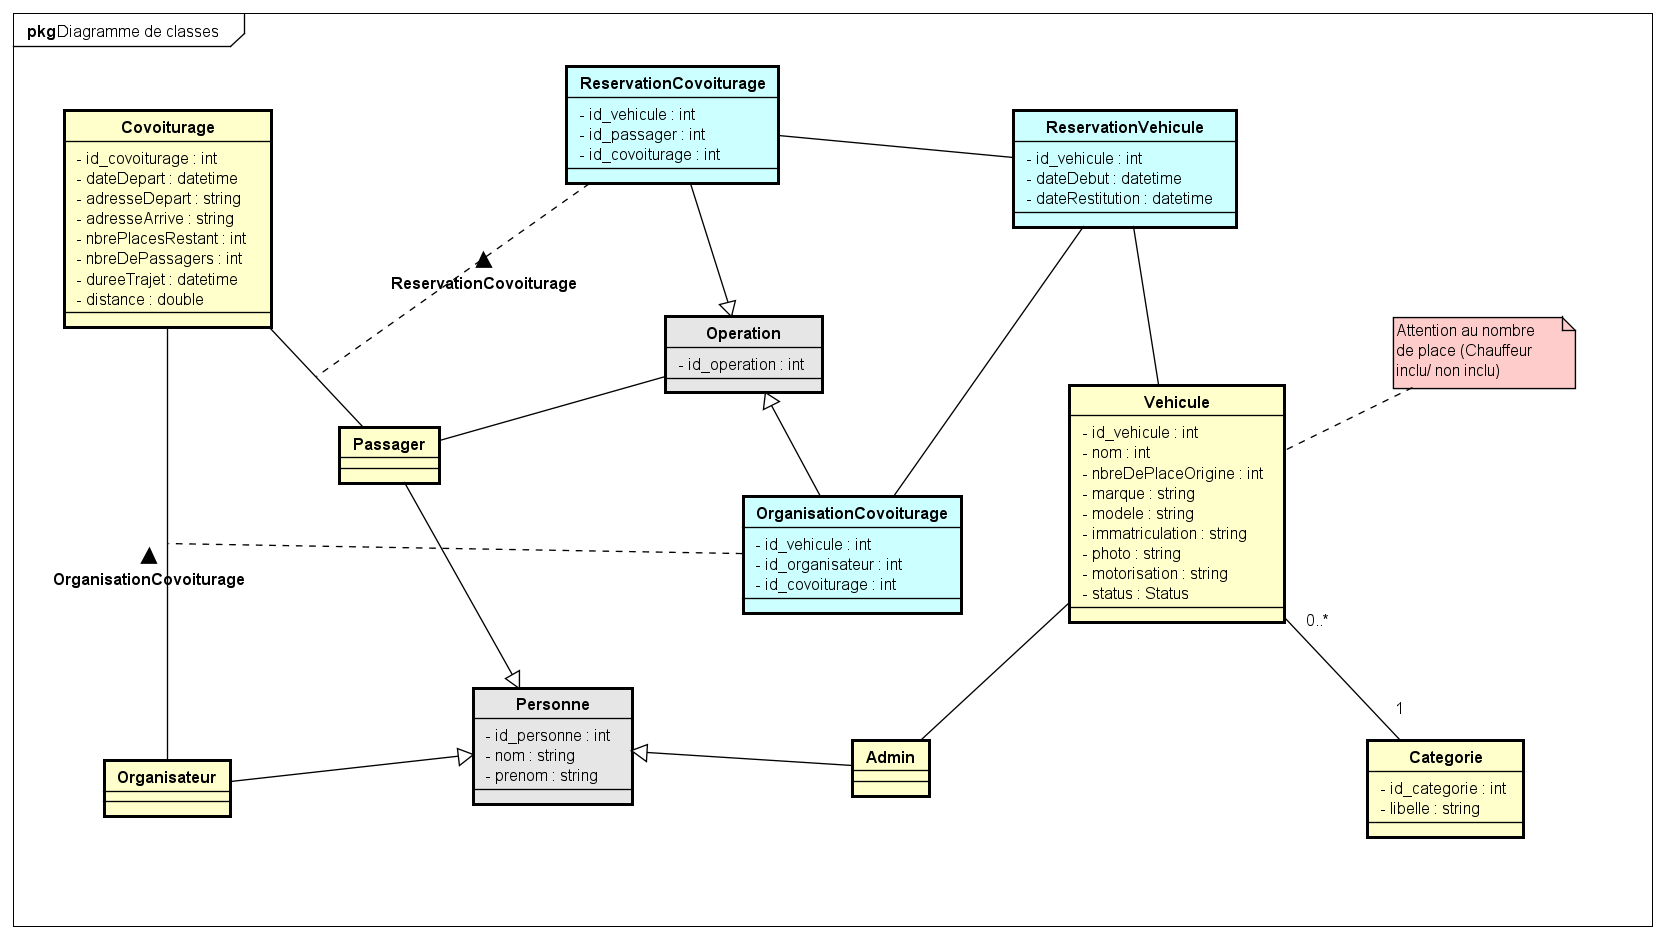 pkg Diagramme de classes
Covoiturage
- id_covoiturage : int
- dateDepart : datetime
- adresseDepart : string
- adresseArrive : string
- nbrePlacesRestant : int
- nbreDePassagers : int
- dureeTrajet : datetime
- distance : double
ReservationCovoiturage
- id_vehicule : int
- id_passager : int
- id_covoiturage : int
ReservationVehicule
- id_vehicule : int
- dateDebut : datetime
- dateRestitution : datetime
ReservationCovoiturage
Operation
- id_operation : int
Attention au nombre
de place (Chauffeur
inclu/ non inclu)
Passager
Vehicule
- id_vehicule : int
- nom : int
- nbreDePlaceOrigine : int
- marque : string
- modele : string
- immatriculation : string
- photo : string
- motorisation : string
- status : Status
OrganisationCovoiturage
- id_vehicule : int
- id_organisateur : int
- id_covoiturage : int
OrganisationCovoiturage
0..*
1
Personne
- id_personne : int
- nom : string
- prenom : string
Organisateur
Admin
Categorie
- id_categorie : int
- libelle : string